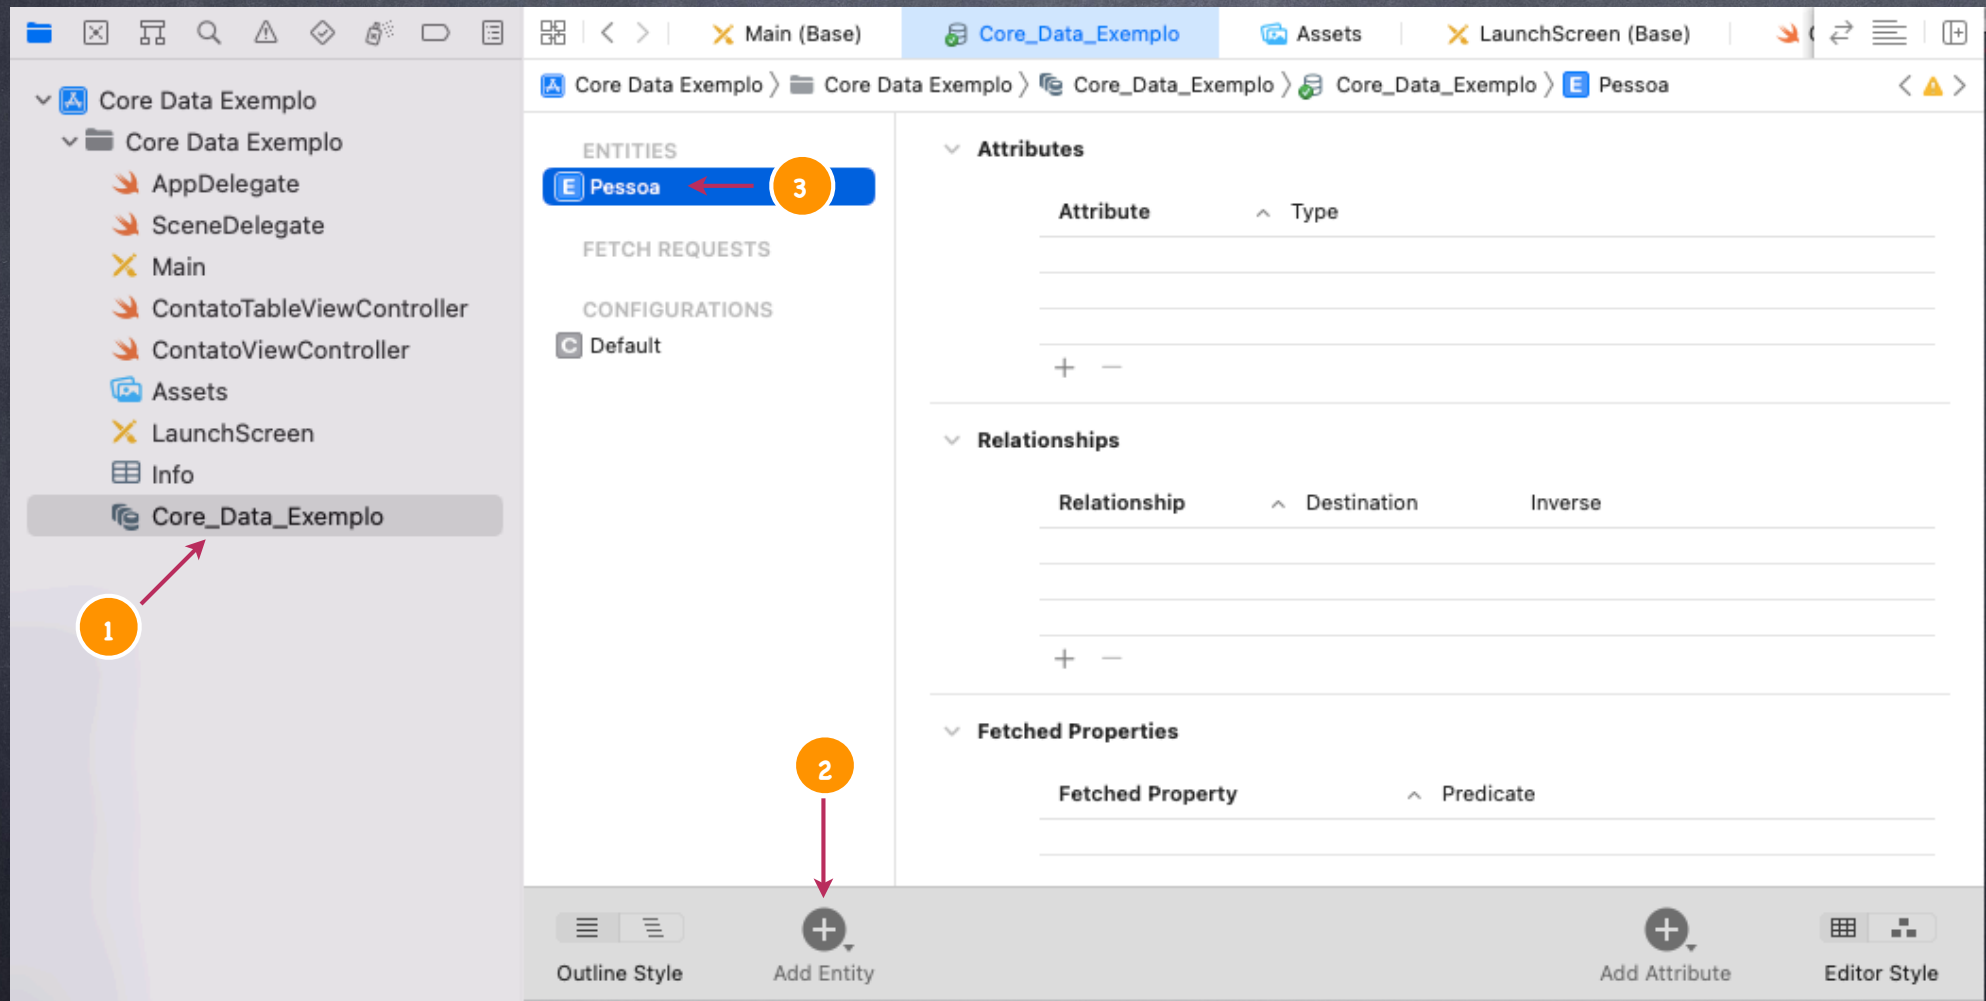 Main (Base)
Core_Data_Exemplo
Assets
LaunchScreen (Base)
Core Data Exemplo
Core Data Exemplo
Core_Data_Exemplo
Core_Data_Exemplo
E Pessoa
Core Data Exemplo
Core Data Exemplo
AppDelegate
SceneDelegate
Main
ContatoTableViewController
ContatoViewController
Assets
LaunchScreen
Info
Core_Data_Exemplo
1
ENTITIES
E Pessoa
3
FETCH REQUESTS
CONFIGURATIONS
C Default
Attributes
Attribute Type
Relationships
Relationship Destination Inverse
Fetched Properties
Fetched Property Predicate
2
Outline Style
Add Entity
Add Attribute
Editor Style